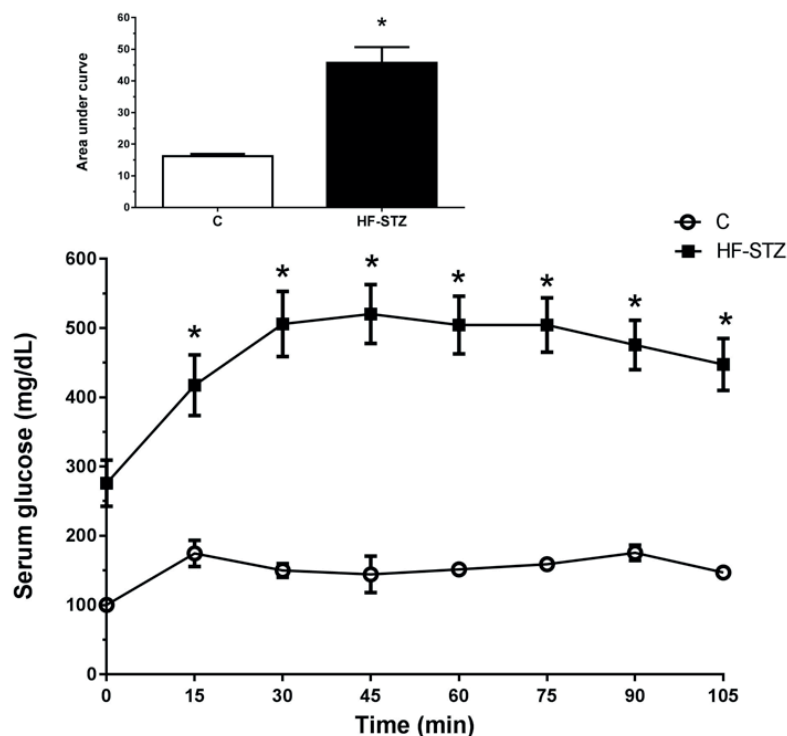 60
50
40
30
20
10
0
Area under curve
*
C
HF-STZ
C
HF-STZ
600
500
400
300
200
100
0
Serum glucose (mg/dL)
* * * * * * *
0 15 30 45 60 75 90 105
Time (min)